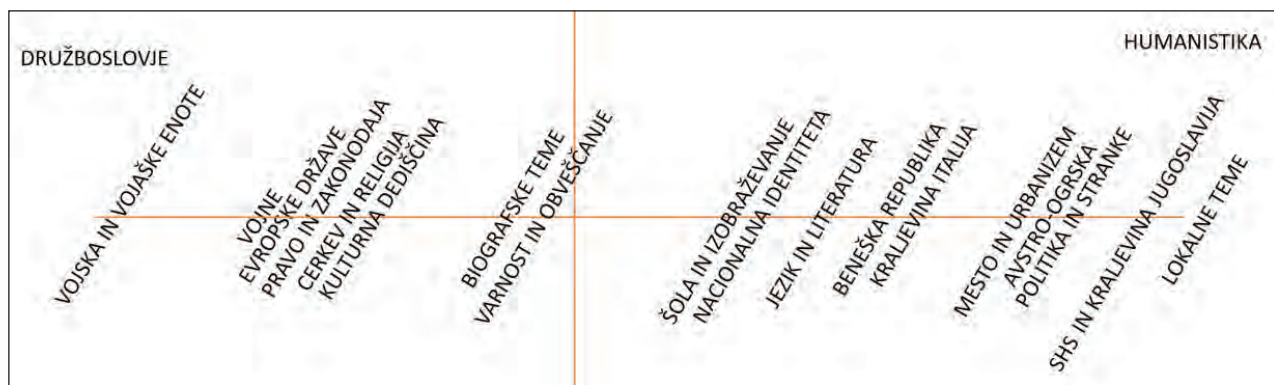 DRUŽBOSLOVJE
HUMANISTIKA
VOJSKA IN VOJAŠKE ENOTE
VOJNE
EVROPSKE DRŽAVE
PRAVO IN ZAKONODAJA
CERKEV IN RELIGIJA
KULTURNA DEDIŠČINA
BIOGRAFSKE TEME
VARNOST IN OBVEŠČANJE
ŠOLA IN IZOBRAŽEVANJE
NACIONALNA IDENTITETA
JEZIK IN LITERATURA
BENEŠKA REPUBLIKA
KRALJEVINA ITALIJA
MESTO IN URBANIZEM
AVSTRO-OGRSKA
POLITIKA IN STRANKE
SHS IN KRALJEVINA JUGOSLAVIJA
LOKALNE TEME